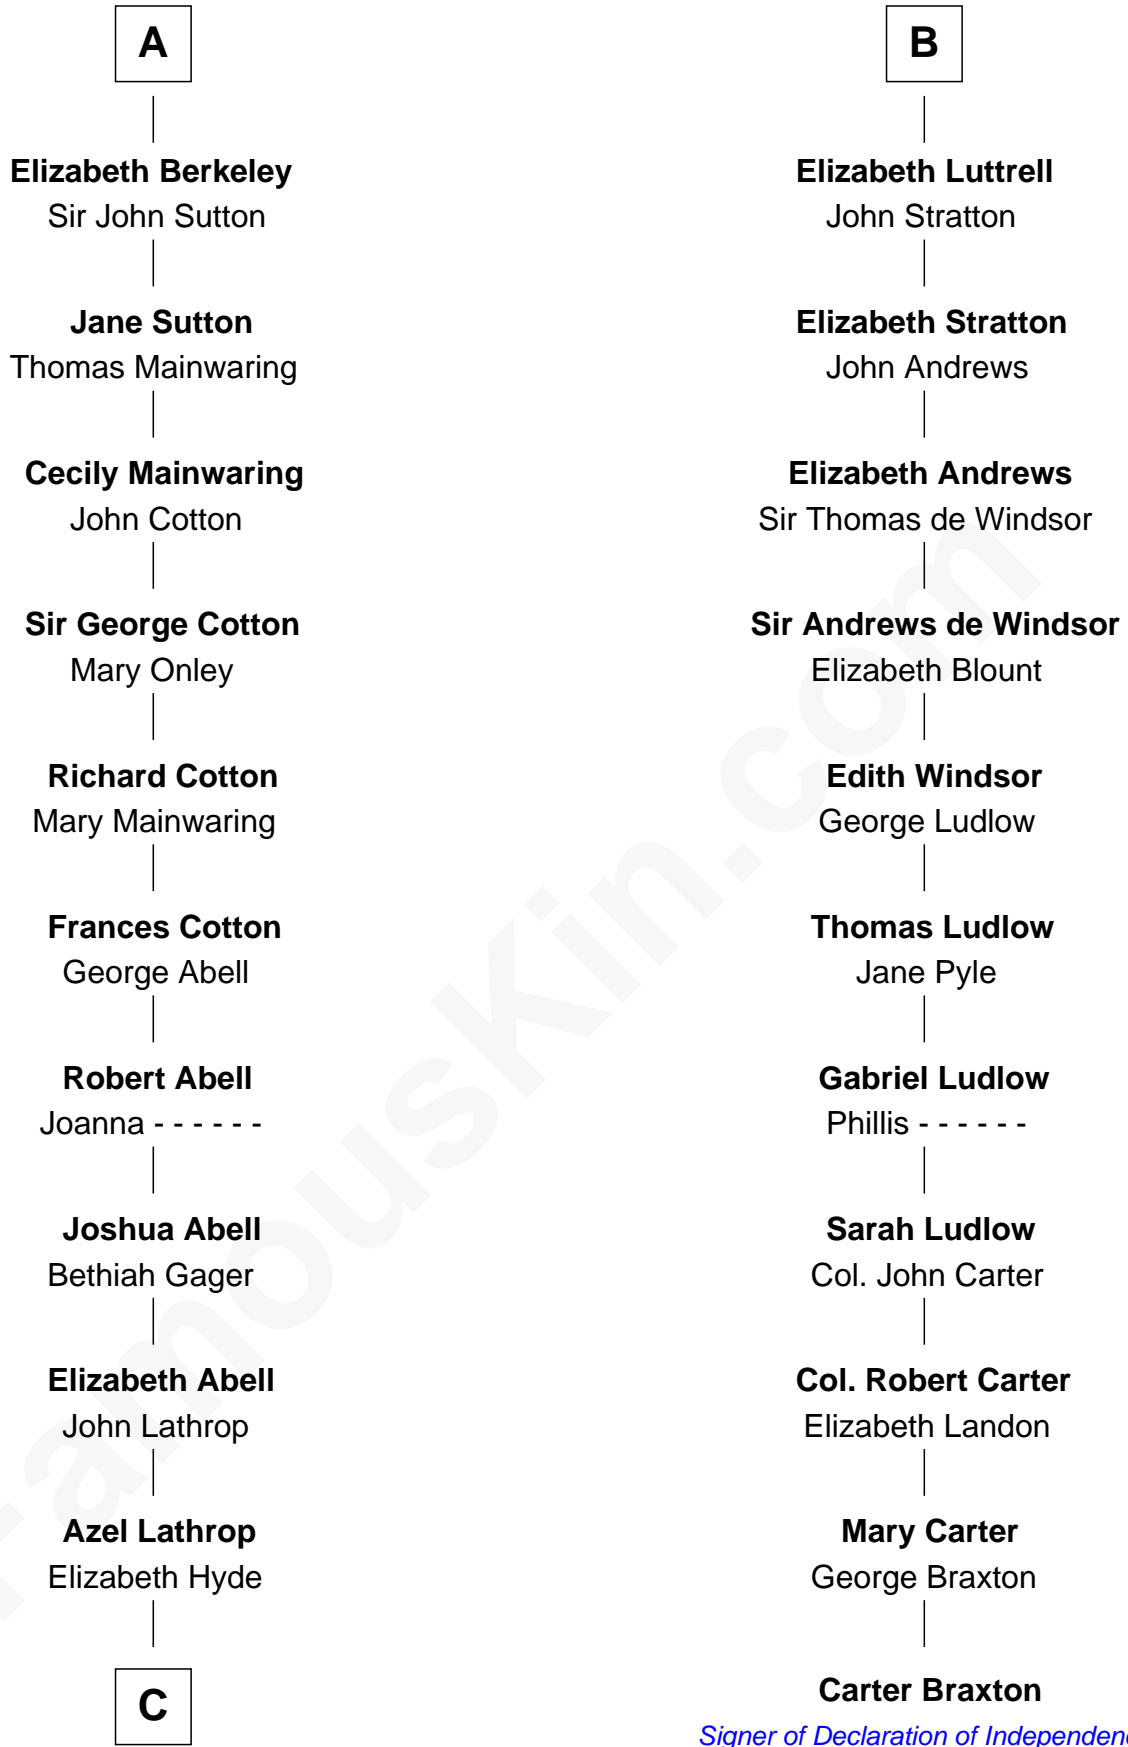 A
Elizabeth Berkeley
Sir John Sutton
Jane Sutton
Thomas Mainwaring
Cecily Mainwaring
John Cotton
Sir George Cotton
Mary Onley
Richard Cotton
Mary Mainwaring
Frances Cotton
George Abell
Robert Abell
Joanna - - - - - -
Joshua Abell
Bethiah Gager
Elizabeth Abell
John Lathrop
Azel Lathrop
Elizabeth Hyde
C
B
Elizabeth Luttrell
John Stratton
Elizabeth Stratton
John Andrews
Elizabeth Andrews
Sir Thomas de Windsor
Sir Andrews de Windsor
Elizabeth Blount
Edith Windsor
George Ludlow
Thomas Ludlow
Jane Pyle
Gabriel Ludlow
Phillis - - - - - -
Sarah Ludlow
Col. John Carter
Col. Robert Carter
Elizabeth Landon
Mary Carter
George Braxton
Carter Braxton
Signer of Declaration of
FamousKin.com